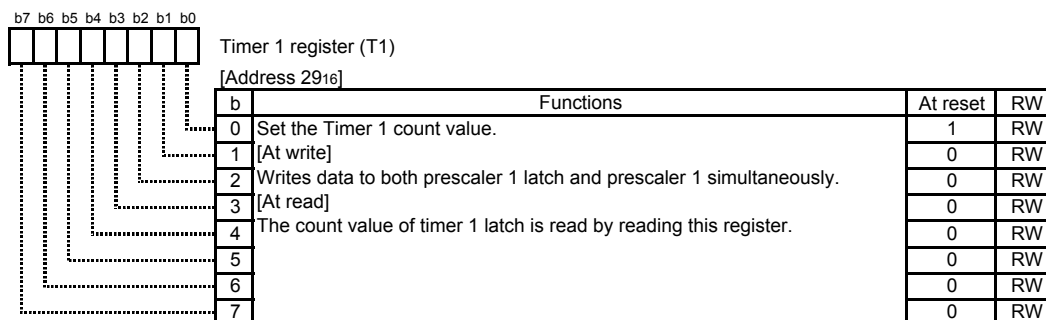 b7 b6 b5 b4 b3 b2 b1 b0
Timer 1 register (T1)
[Address 2916]
b Functions At reset RW
0 Set the Timer 1 count value. 1 RW
1 [At write] 0 RW
2 Writes data to both prescaler 1 latch and prescaler 1 simultaneously. 0 RW
3 [At read] 0 RW
4 The count value of timer 1 latch is read by reading this register. 0 RW
5 0 RW
6 0 RW
7 0 RW